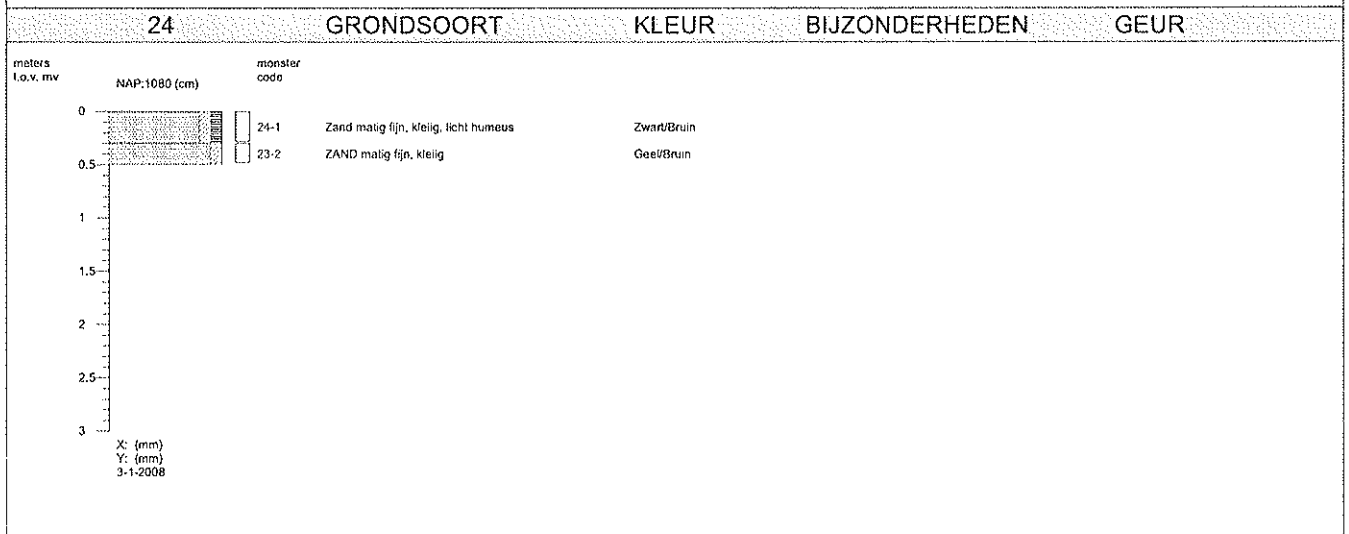 24 GRONDSOORT KLEUR BIJZONDERHEDEN GEUR
meters monster
t.o.v. mv NAP:1080 (cm) code
0
24-1 Zand matig fijn, kleiig, licht humeus Zwart/Bruin
23-2 ZAND matig fijn, kleiig Geel/Bruin
0.5
1
1.5
2
2.5
3
X: (mm)
Y: (mm)
3-1-2008